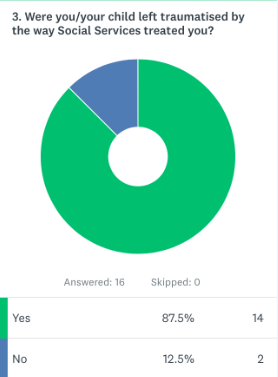 3. Were you/your child left traumatised by
the way Social Services treated you?
Answered: 16 Skipped: 0
Yes 87.5% 14
No 12.5% 2